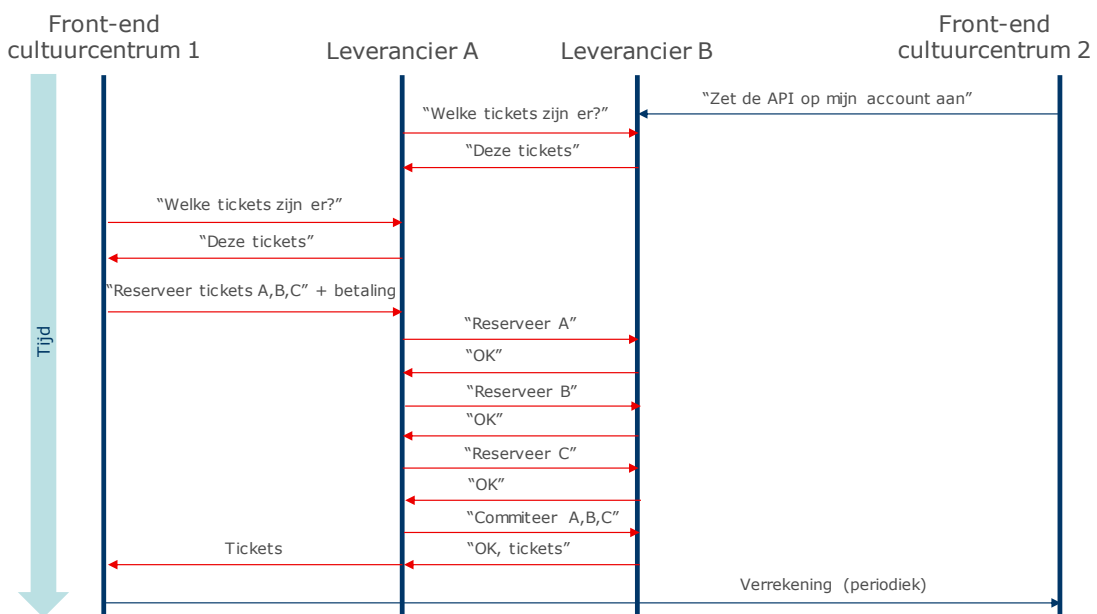 Front-end
cultuurcentrum 1
Leverancier A
Leverancier B
Front-end
cultuurcentrum 2
“Zet de API op mijn account aan”
“Welke tickets zijn er?”
“Deze tickets”
“Welke tickets zijn er?”
“Deze tickets”
“Reserveer tickets A,B,C” + betaling
“Reserveer A”
Tijd
“OK”
“Reserveer B”
“OK”
“Reserveer C”
“OK”
“Commiteer A,B,C”
Tickets
“OK, tickets”
Verrekening (periodiek)